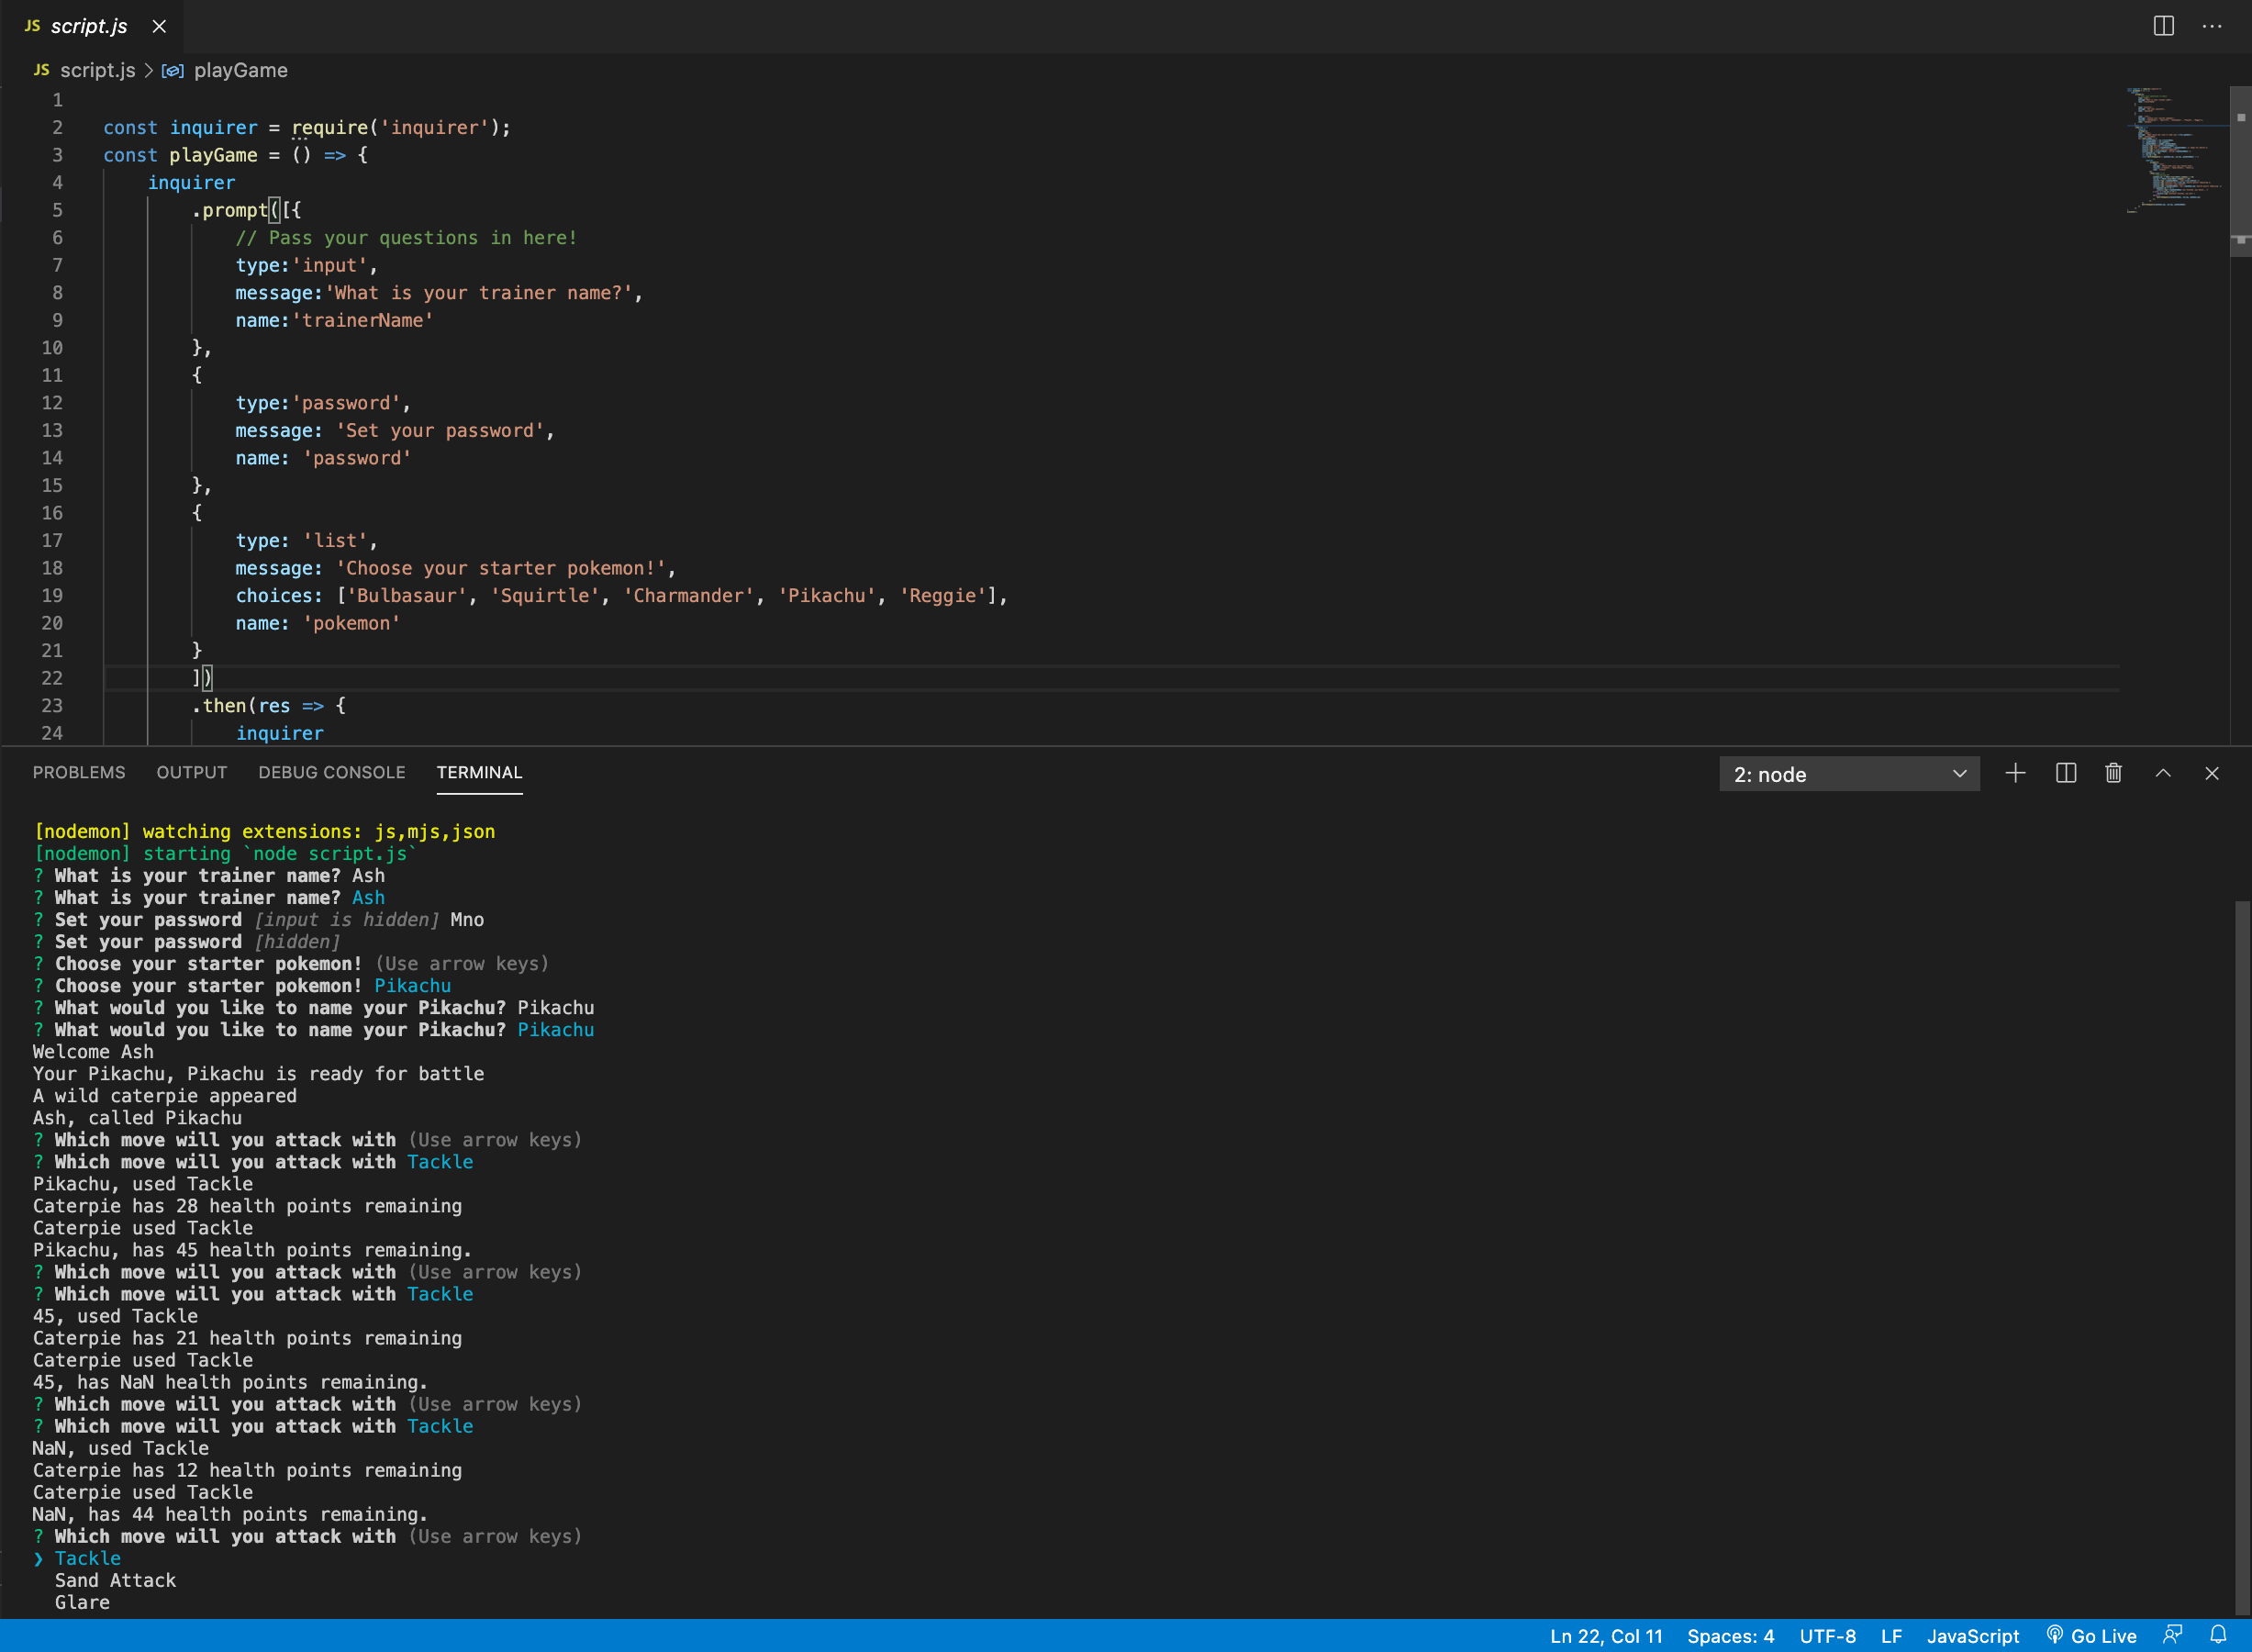 JS script.js
JS script.js > playGame
1
2 const inquirer = require('inquirer');
3 const playGame = () => {
4 inquirer
5 .prompt([{
6 // Pass your questions in here!
7 type:'input',
8 message:'What is your trainer name?',
9 name:'trainerName'
10 },
11 {
12 type:'password',
13 message: 'Set your password',
14 name: 'password'
15 },
16 {
17 type: 'list',
18 message: 'Choose your starter pokemon!',
19 choices: ['Bulbasaur', 'Squirtle', 'Charmander', 'Pikachu', 'Reggie'],
20 name: 'pokemon'
21 }
22 ])
23 .then(res => {
24 inquirer
PROBLEMS OUTPUT DEBUG CONSOLE TERMINAL 2: node
[nodemon] watching extensions: js,mjs,json
[nodemon] starting `node script.js`
? What is your trainer name? Ash
? What is your trainer name? Ash
? Set your password [input is hidden] Mno
? Set your password [hidden]
? Choose your starter pokemon! (Use arrow keys)
? Choose your starter pokemon! Pikachu
? What would you like to name your Pikachu? Pikachu
? What would you like to name your Pikachu? Pikachu
Welcome Ash
Your Pikachu, Pikachu is ready for battle
A wild caterpie appeared
Ash, called Pikachu
? Which move will you attack with (Use arrow keys)
? Which move will you attack with Tackle
Pikachu, used Tackle
Caterpie has 28 health points remaining
Caterpie used Tackle
Pikachu, has 45 health points remaining.
? Which move will you attack with (Use arrow keys)
? Which move will you attack with Tackle
45, used Tackle
Caterpie has 21 health points remaining
Caterpie used Tackle
45, has NaN health points remaining.
? Which move will you attack with (Use arrow keys)
? Which move will you attack with Tackle
NaN, used Tackle
Caterpie has 12 health points remaining
Caterpie used Tackle
NaN, has 44 health points remaining.
? Which move will you attack with (Use arrow keys)
❯ Tackle
Sand Attack
Glare
Ln 22, Col 11 Spaces: 4 UTF-8 LF JavaScript Go Live